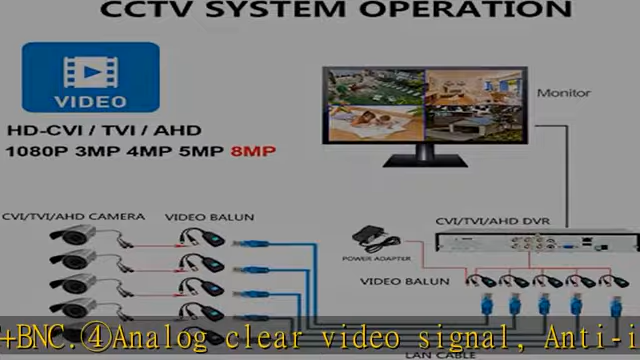 CCTV SYSTEM OPERATION
VIDEO
HD-CVI / TVI / AHD
1080P 3MP 4MP 5MP 8MP
Monitor
CVI/TVI/AHD CAMERA
VIDEO BALUN
CVI/TVI/AHD DVR
POWER ADAPTER
VIDEO BALUN
+BNC.④Analog clear video signal, Anti-i
LAN CABLE